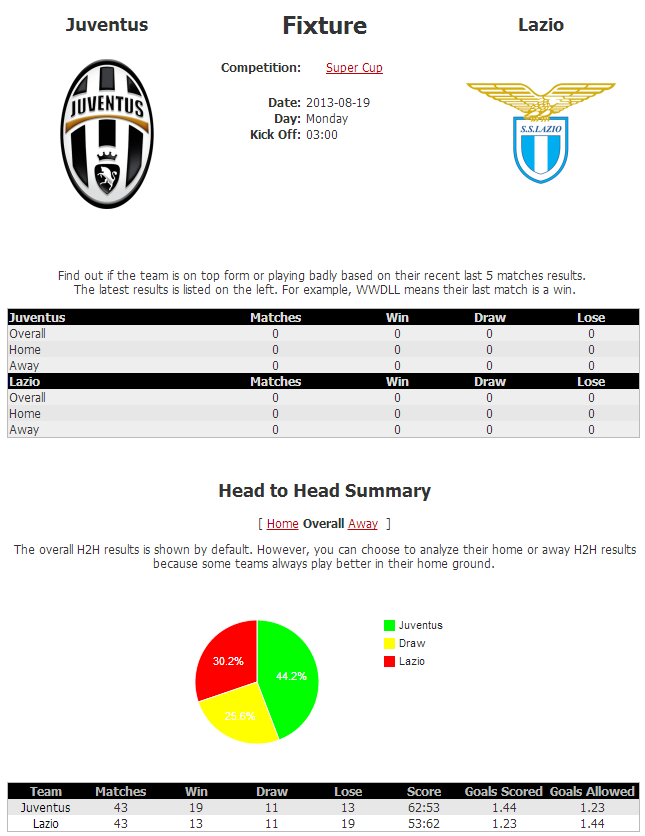 Juventus Fixture Lazio
JUVENTUS
S.S.LAZIO
Competition: Super Cup
Date: 2013-08-19
Day: Monday
Kick Off: 03:00
Find out if the team is on top form or playing badly based on their recent last 5 matches results.
The latest results is listed on the left. For example, WWDLL means their last match is a win.
Juventus Matches Win Draw Lose
Overall 0 0 0 0
Home 0 0 0 0
Away 0 0 0 0
Lazio Matches Win Draw Lose
Overall 0 0 0 0
Home 0 0 0 0
Away 0 0 0 0
Head to Head Summary
[ Home Overall Away ]
The overall H2H results is shown by default. However, you can choose to analyze their home or away H2H results
because some teams always play better in their home ground.
Juventus
Draw
Lazio
30.2%
44.2%
25.6%
Team Matches Win Draw Lose Score Goals Scored Goals Allowed
Juventus 43 19 11 13 62:53 1.44 1.23
Lazio 43 13 11 19 53:62 1.23 1.44